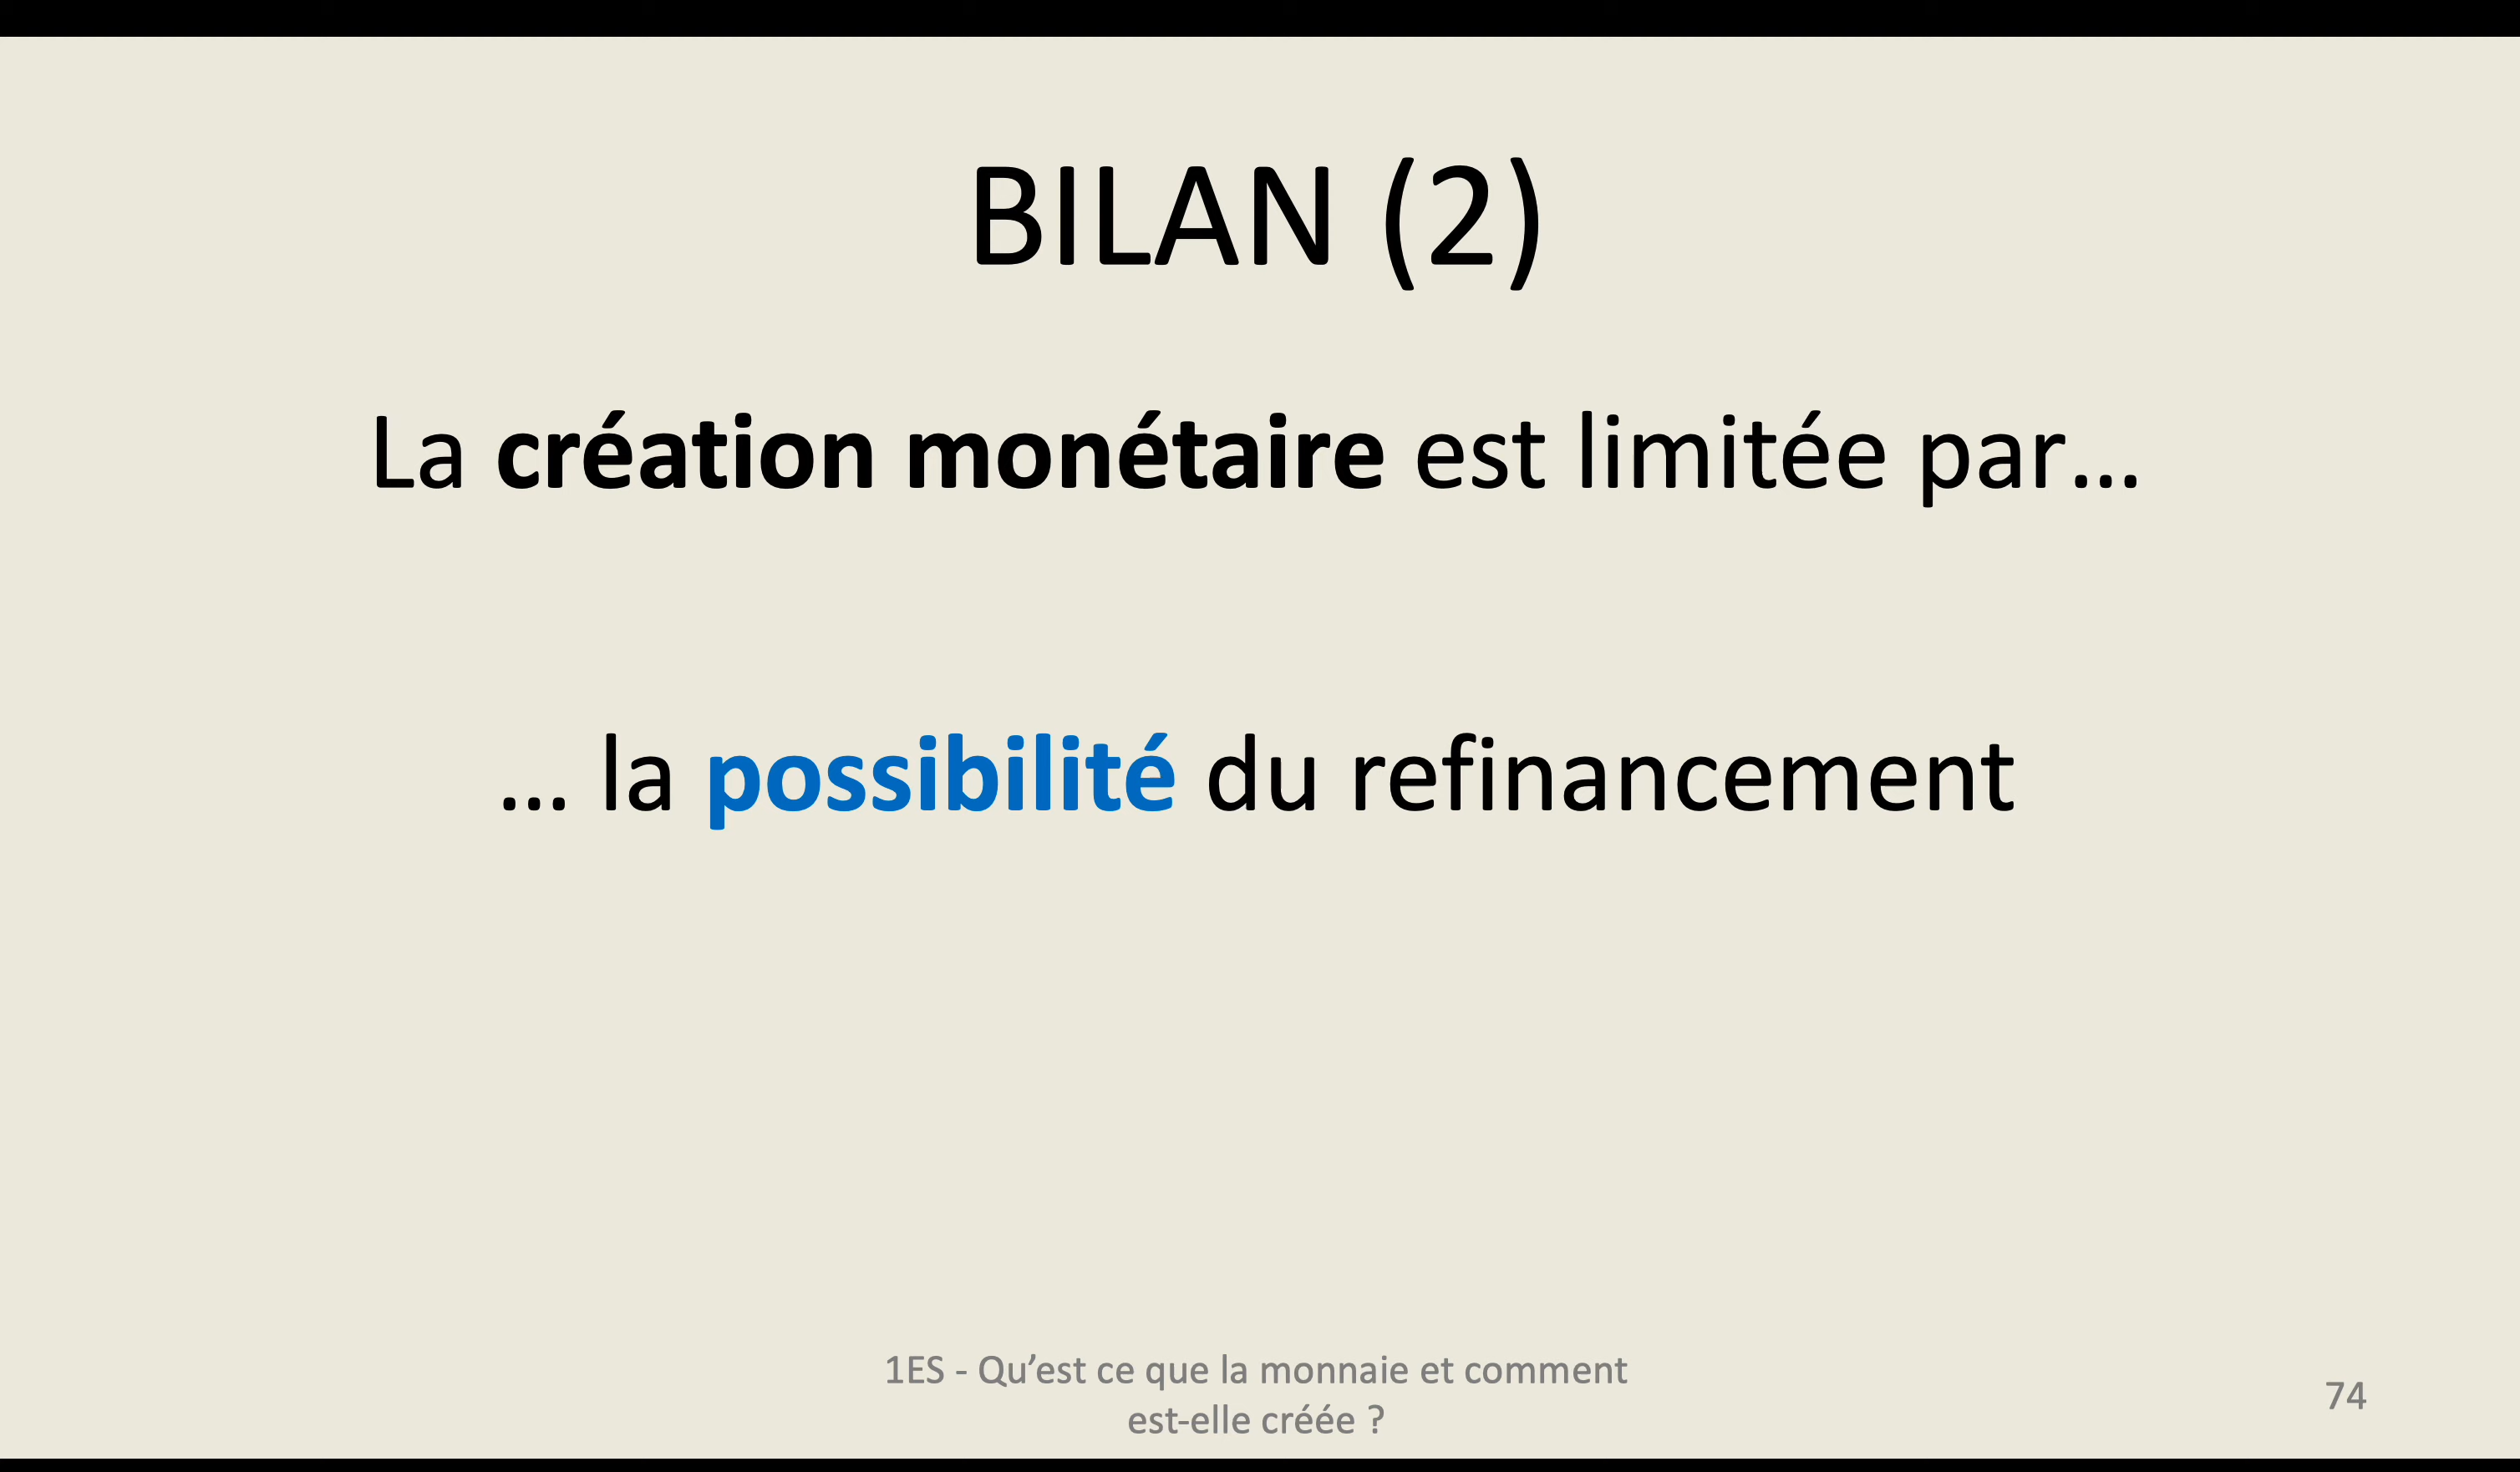 BILAN (2)
La création monétaire est limitée par…
… la possibilité du refinancement
1ES - Qu’est ce que la monnaie et comment
est-elle créée ?
74